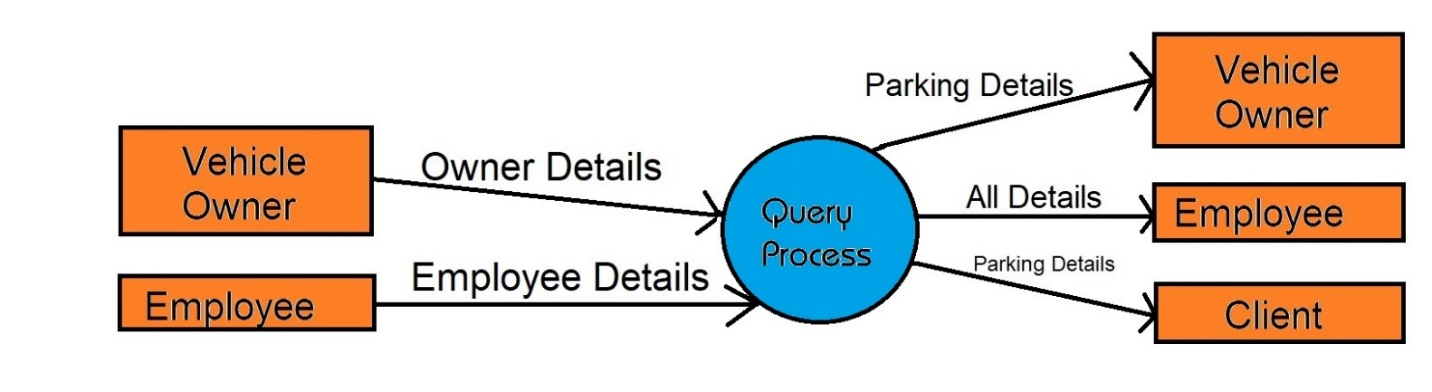 Vehicle
Owner
Owner Details
Employee
Employee Details
Query
Process
Parking Details
Vehicle
Owner
All Details
Employee
Parking Details
Client